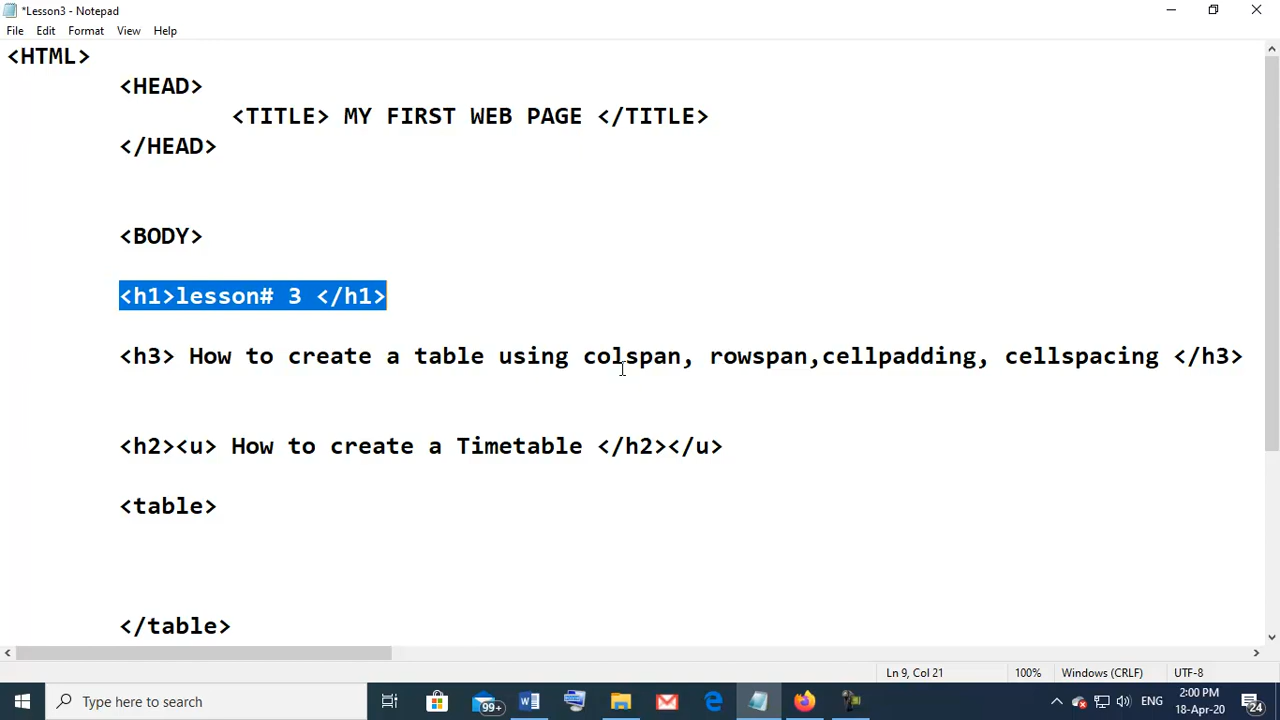 *Lesson3 - Notepad
File Edit Format View Help
<HTML>
<HEAD>
<TITLE> MY FIRST WEB PAGE </TITLE>
</HEAD>
<BODY>
<h1>lesson# 3 </h1>
<h3> How to create a table using colspan, rowspan,cellpadding, cellspacing </h3>
<h2><u> How to create a Timetable </h2></u>
<table>
</table>
Ln 9, Col 21 100% Windows (CRLF) UTF-8
Type here to search 99+ W ENG 2:00 PM
18-Apr-20 24